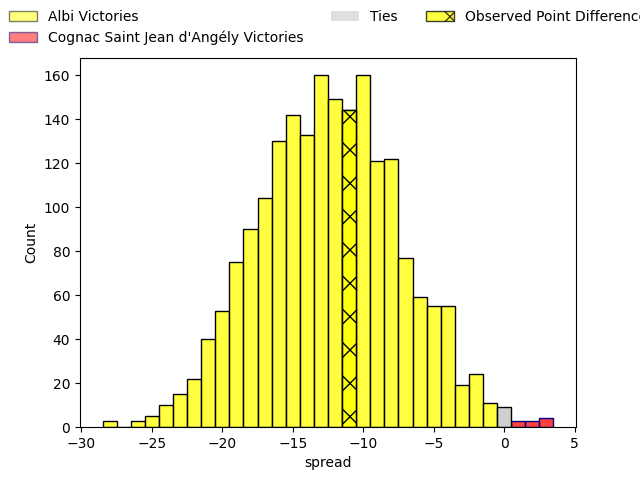 Albi Victories
Cognac Saint Jean d'Angély Victories
Ties
Observed Point Difference
160
140
120
100
80
60
40
20
0
Count
−30 −25 −20 −15 −10 −5 0 5
spread